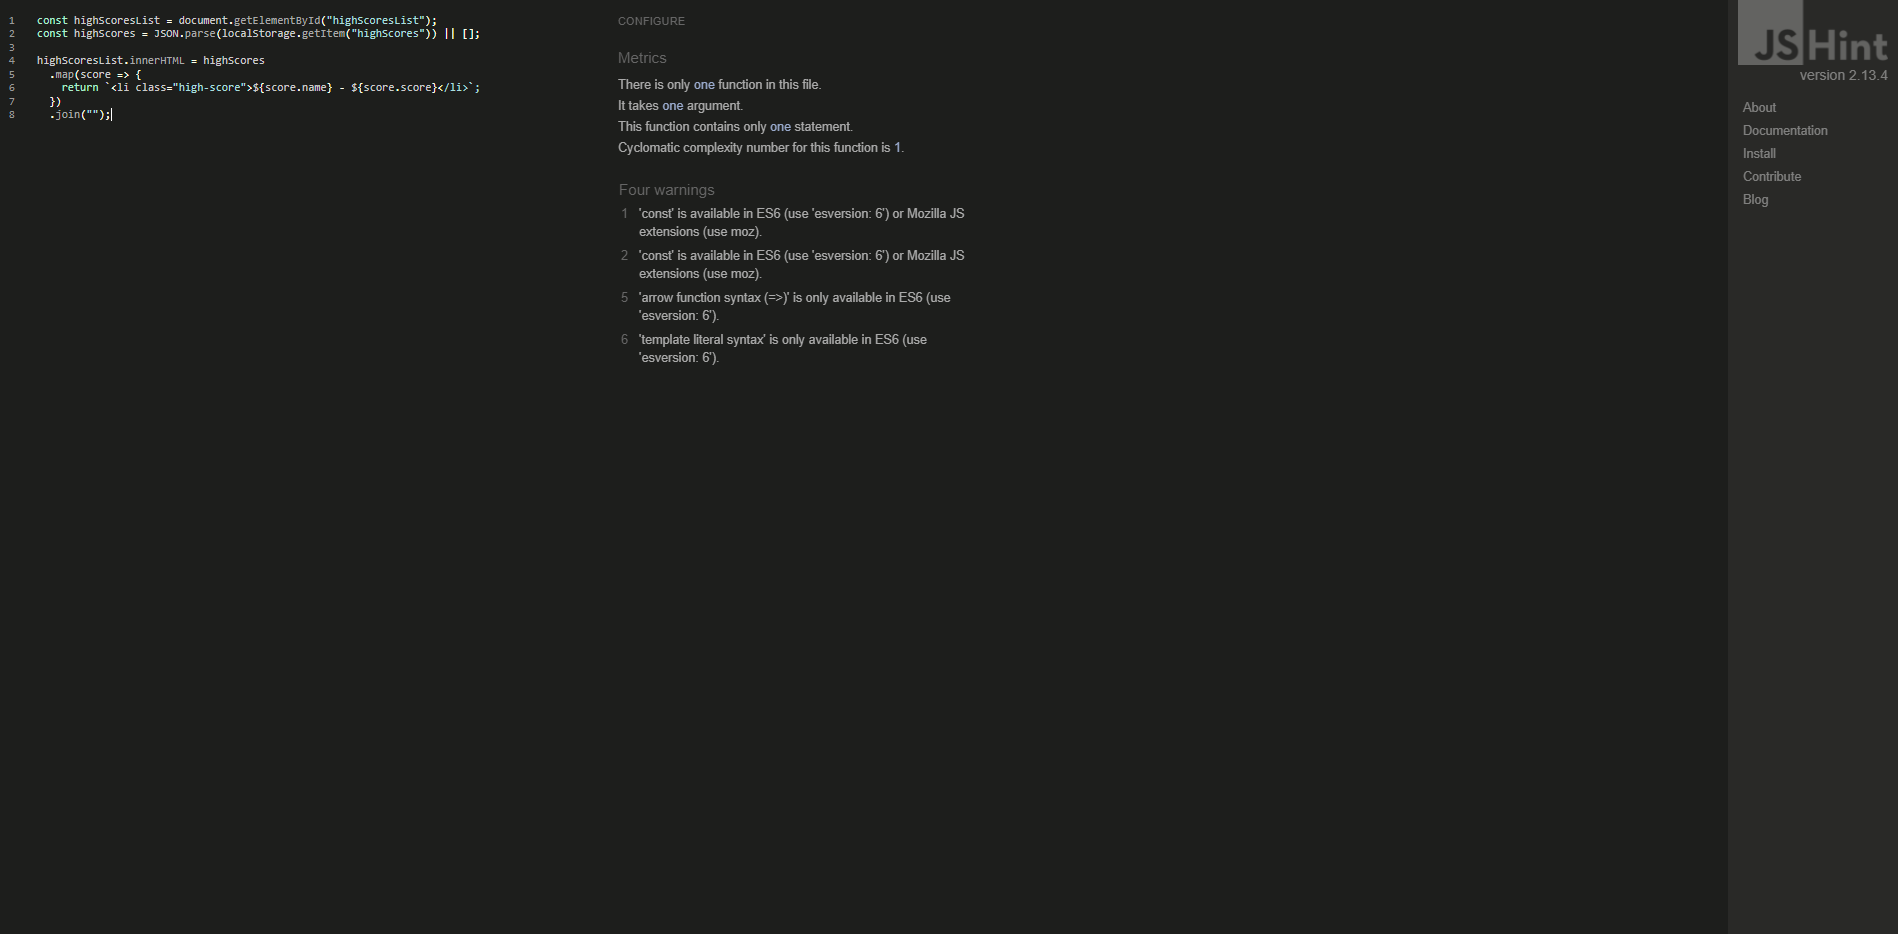 1 const highScoresList = document.getElementById("highScoresList");
2 const highScores = JSON.parse(localStorage.getItem("highScores")) || [];
3
4 highScoresList.innerHTML = highScores
5 .map(score => {
6 return `<li class="high-score">${score.name} - ${score.score}</li>`;
7 })
8 .join("");
CONFIGURE
Metrics
There is only one function in this file.
It takes one argument.
This function contains only one statement.
Cyclomatic complexity number for this function is 1.
Four warnings
1 'const' is available in ES6 (use 'esversion: 6') or Mozilla JS
extensions (use moz).
2 'const' is available in ES6 (use 'esversion: 6') or Mozilla JS
extensions (use moz).
5 'arrow function syntax (=>)' is only available in ES6 (use
'esversion: 6').
6 'template literal syntax' is only available in ES6 (use
'esversion: 6').
JSHint
version 2.13.4
About
Documentation
Install
Contribute
Blog